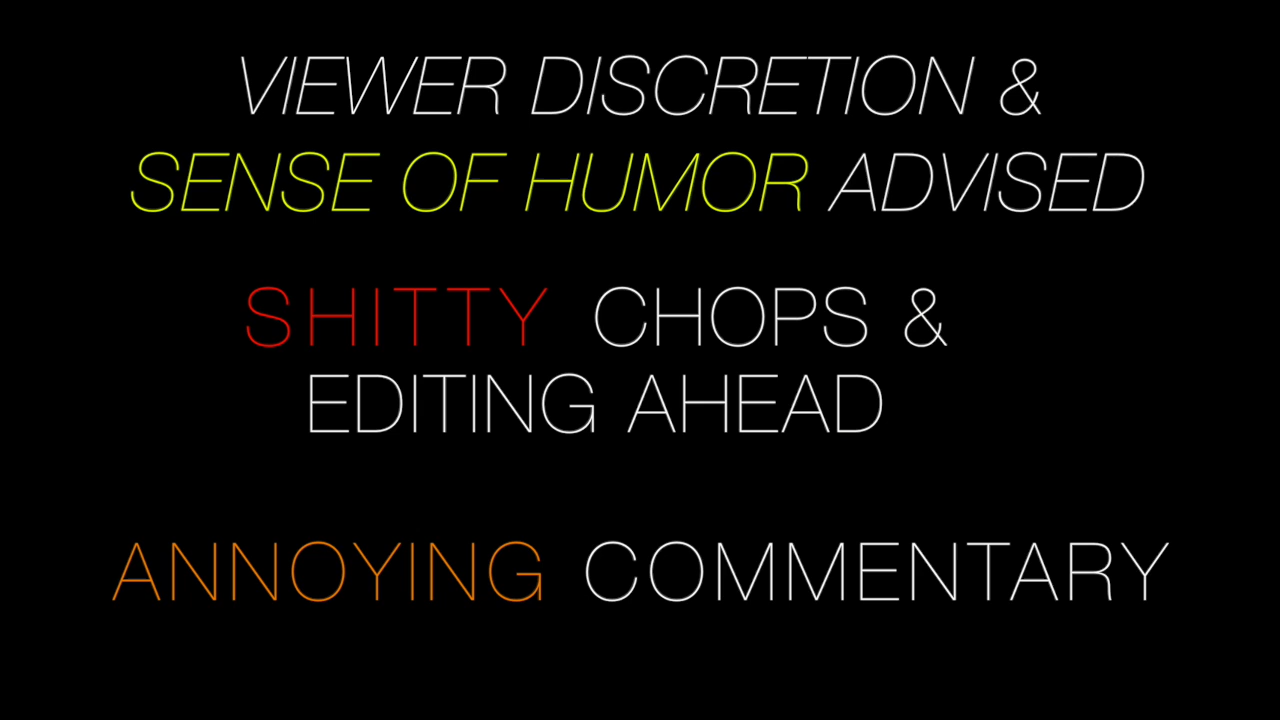 VIEWER DISCRETION &
SENSE OF HUMOR ADVISED
SHITTY CHOPS &
EDITING AHEAD
ANNOYING COMMENTARY